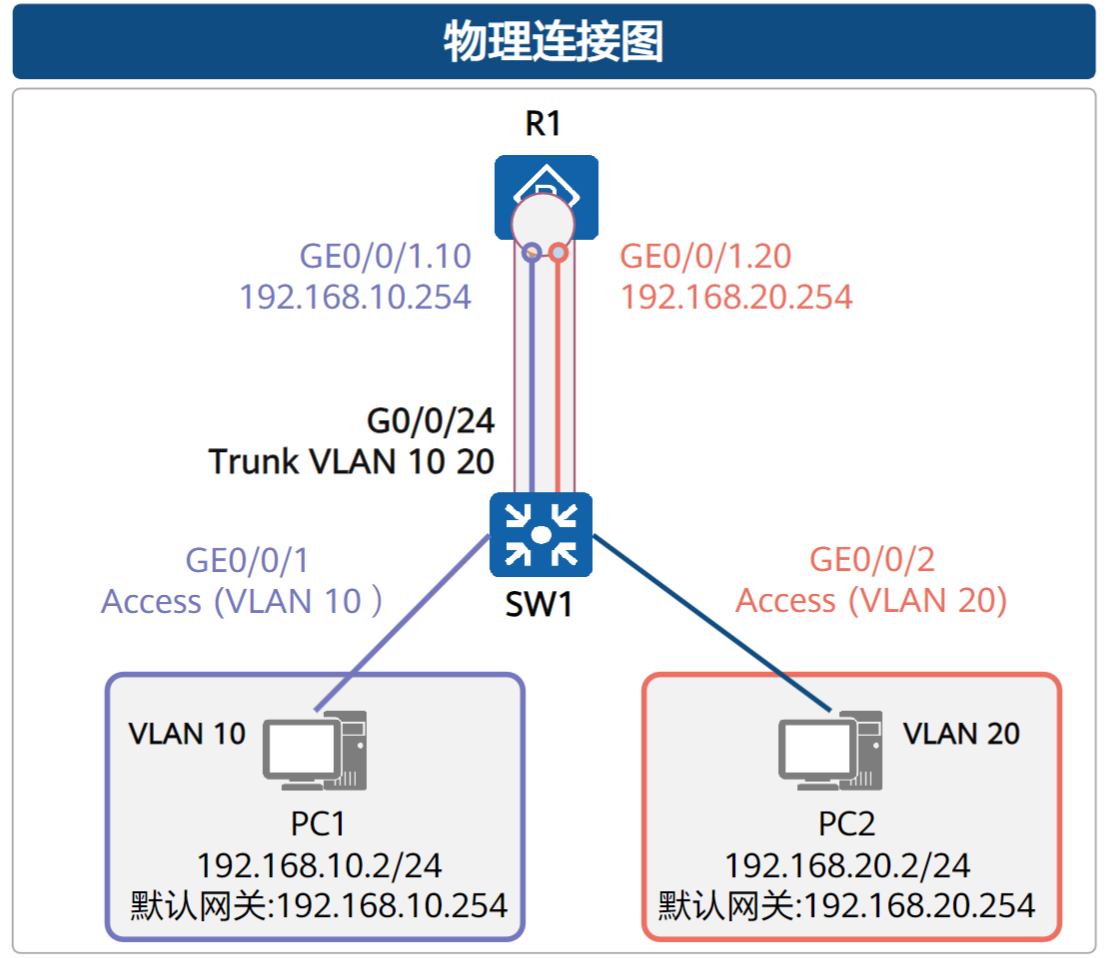 物理连接图
R1
GE0/0/1.10
192.168.10.254
GE0/0/1.20
192.168.20.254
G0/0/24
Trunk VLAN 10 20
GE0/0/1
Access (VLAN 10 )
GE0/0/2
Access (VLAN 20)
SW1
VLAN 10
PC1
192.168.10.2/24
默认网关:192.168.10.254
VLAN 20
PC2
192.168.20.2/24
默认网关:192.168.20.254